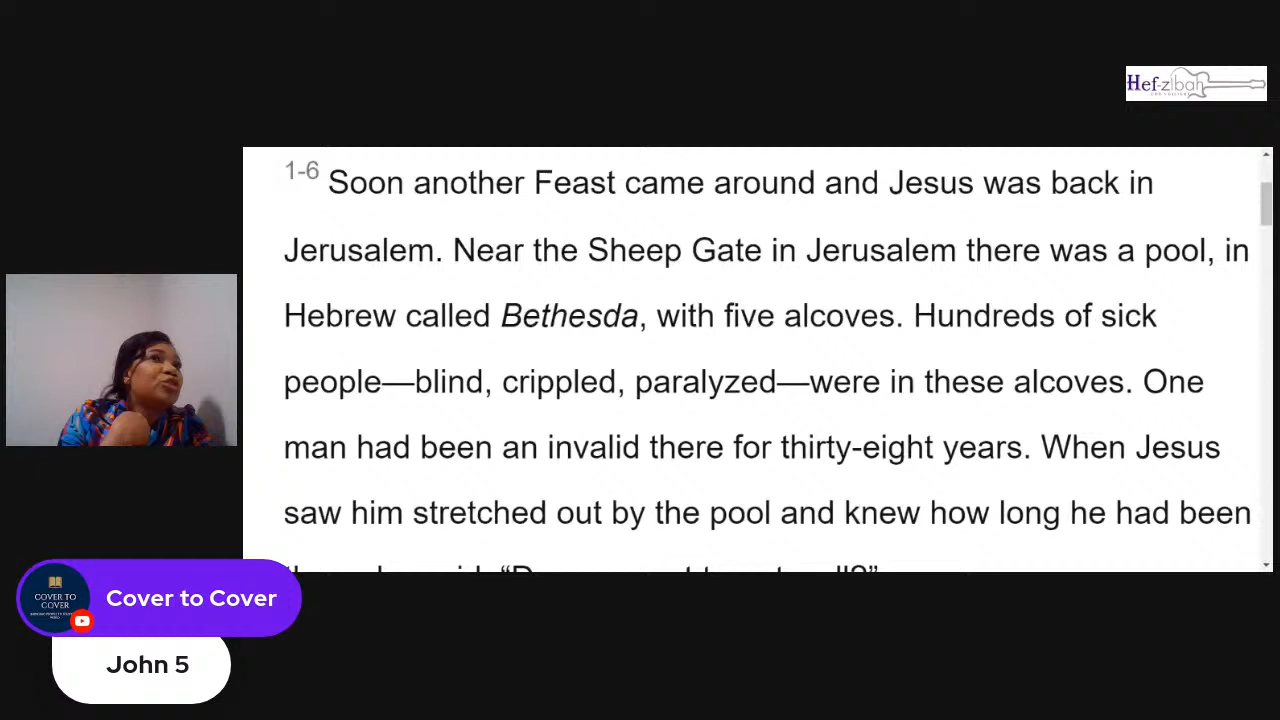 Hef-zibah
1-6 Soon another Feast came around and Jesus was back in
Jerusalem. Near the Sheep Gate in Jerusalem there was a pool, in
Hebrew called Bethesda, with five alcoves. Hundreds of sick
people—blind, crippled, paralyzed—were in these alcoves. One
man had been an invalid there for thirty-eight years. When Jesus
saw him stretched out by the pool and knew how long he had been
COVER TO
COVER
Cover to Cover
John 5